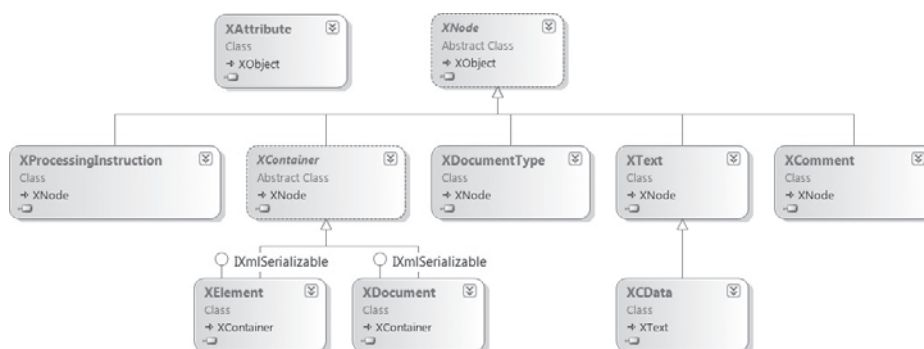 XAttribute
Class
XObject
XNode
Abstract Class
XObject
XProcessingInstruction
Class
XNode
XContainer
Abstract Class
XNode
XDocumentType
Class
XNode
XText
Class
XNode
XComment
Class
XNode
IXmlSerializable
IXmlSerializable
XElement
Class
XContainer
XDocument
Class
XContainer
XCData
Class
XText